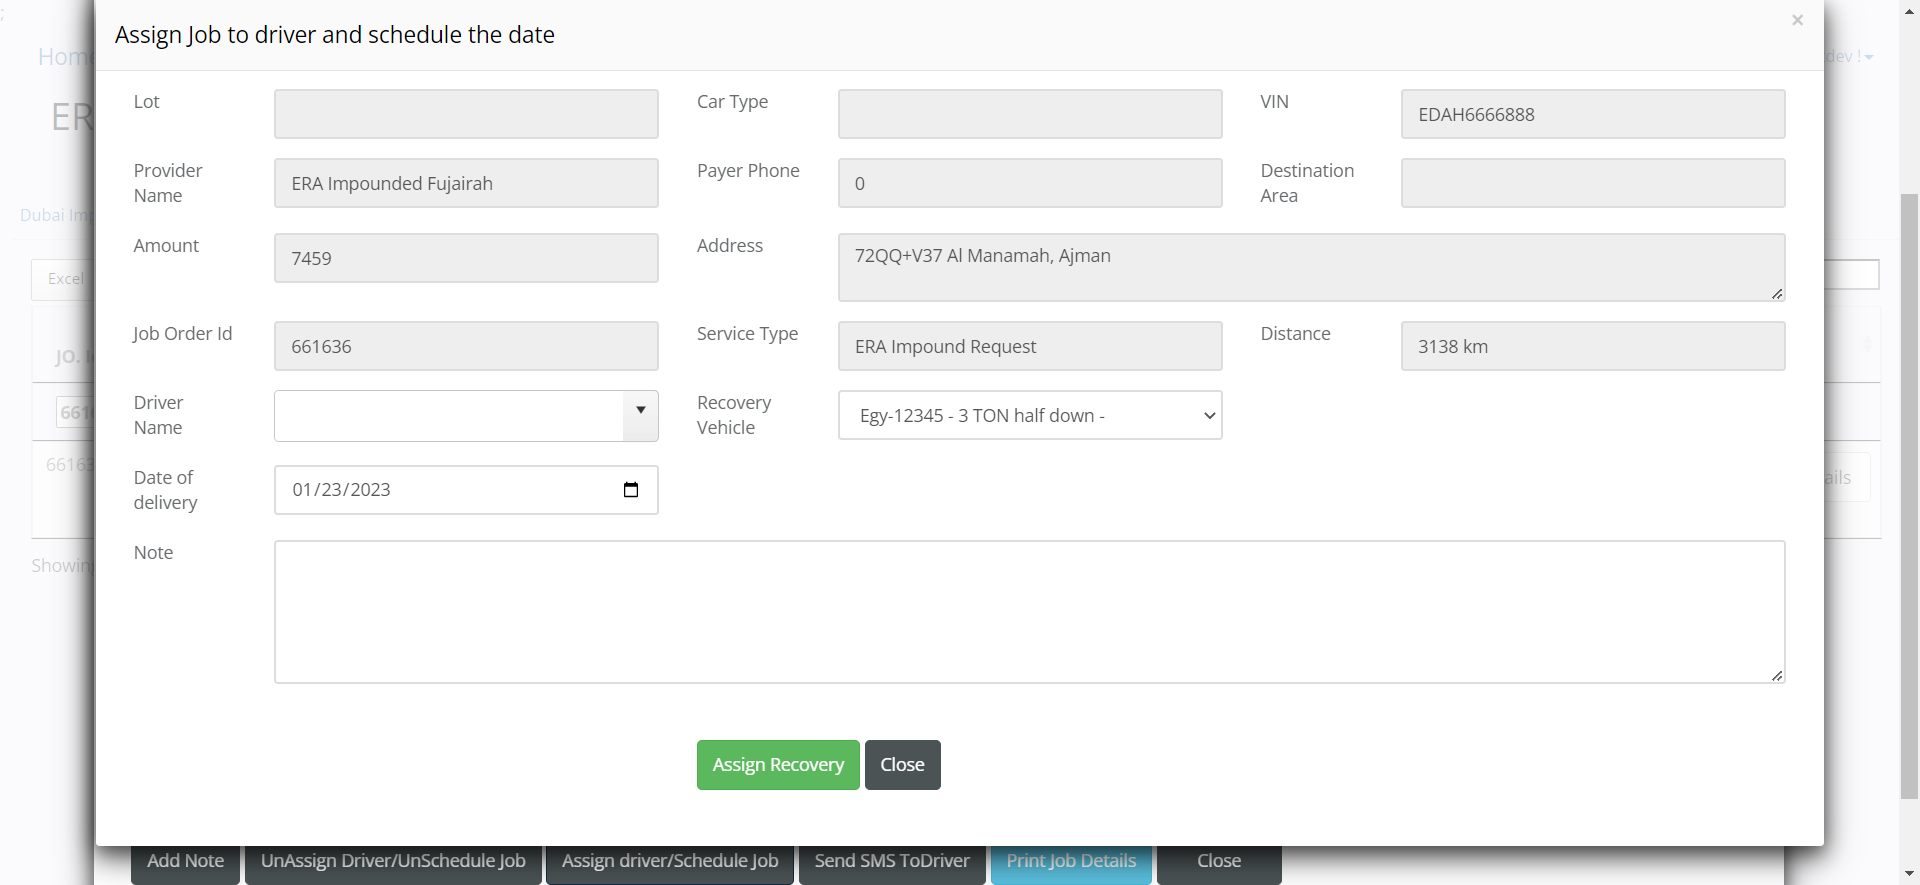 ;
Assign Job to driver and schedule the date
×
Home
dev !
ER
Lot
Car Type
VIN
EDAH6666888
Provider Name
ERA Impounded Fujairah
Payer Phone
0
Destination Area
Dubai Im
Amount
7459
Address
72QQ+V37 Al Manamah, Ajman
Excel
Job Order Id
661636
Service Type
ERA Impound Request
Distance
3138 km
JO. I
Driver Name
Recovery Vehicle
Egy-12345 - 3 TON half down -
661
Date of delivery
01/23/2023
66163
ails
Note
Showin
Assign Recovery
Close
Add Note
UnAssign Driver/UnSchedule Job
Assign driver/Schedule Job
Send SMS ToDriver
Print Job Details
Close